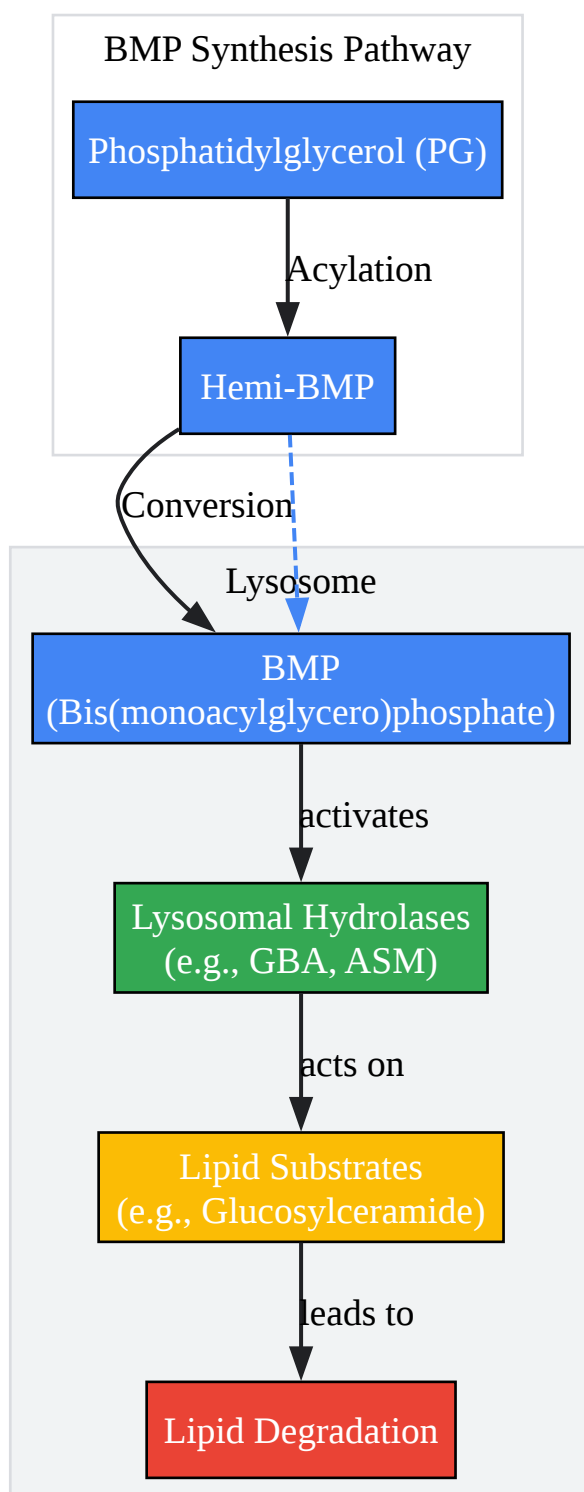 BMP Synthesis Pathway
Phosphatidylglycerol (PG)
Acylation
Hemi-BMP
Conversion
Lysosome
BMP
(Bis(monoacylglycero)phosphate)
activates
Lysosomal Hydrolases
(e.g., GBA, ASM)
acts on
Lipid Substrates
(e.g., Glucosylceramide)
leads to
Lipid Degradation